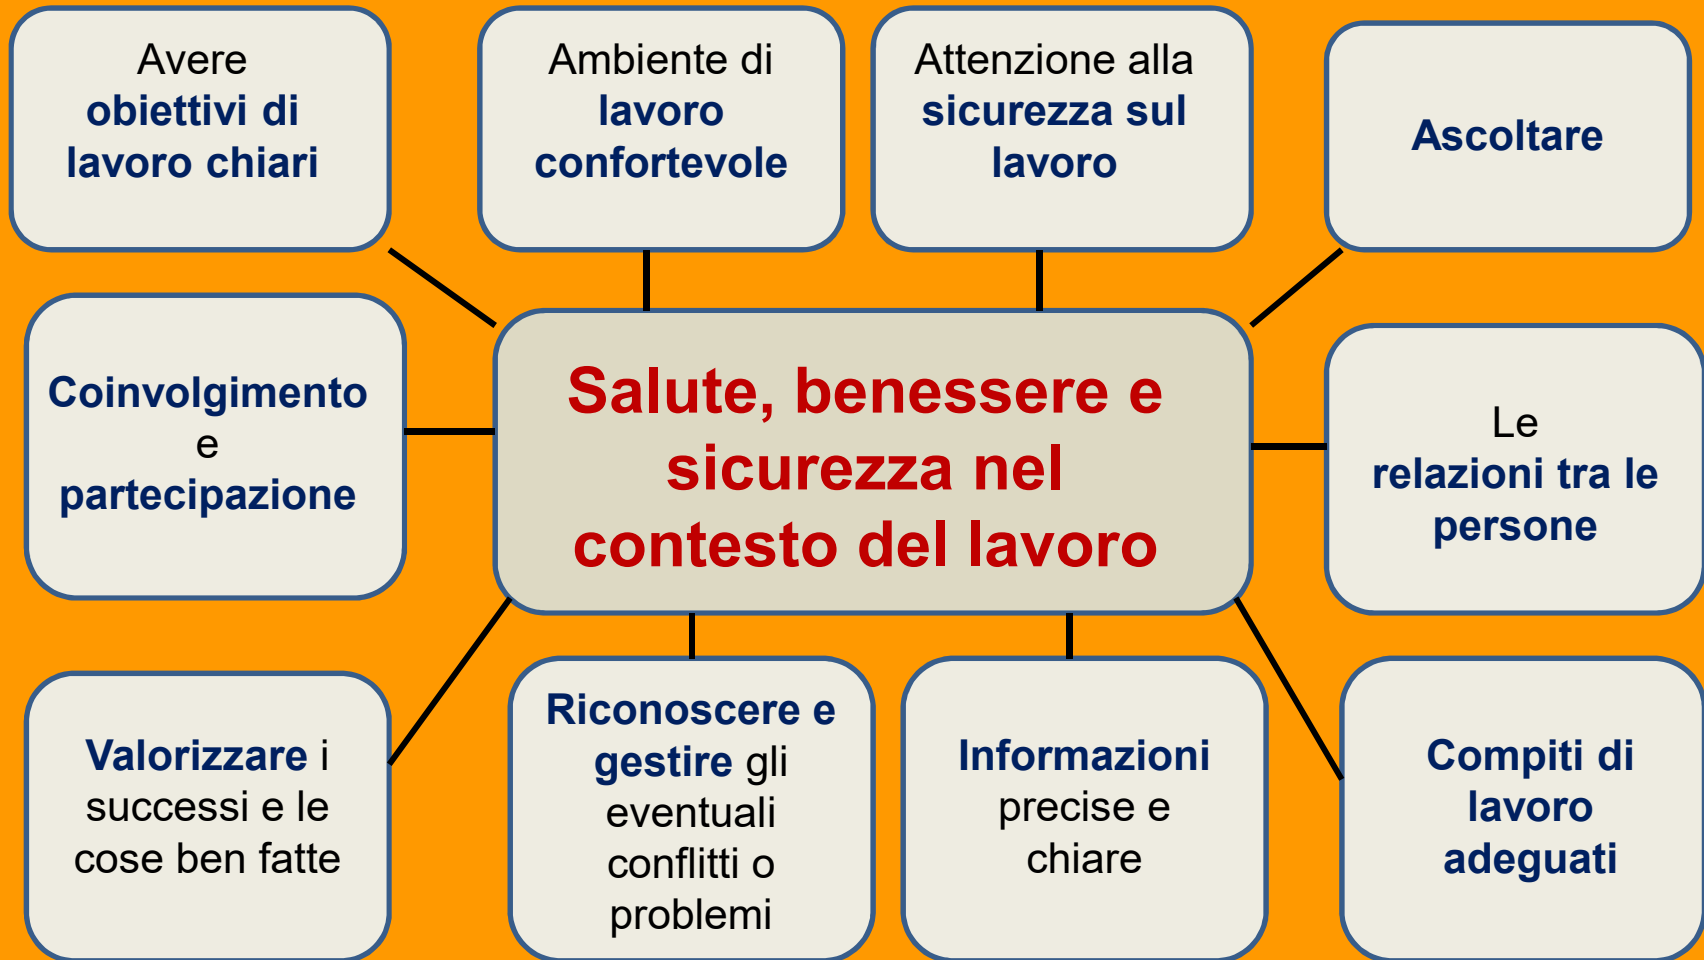 Avere
obiettivi di
lavoro chiari
Ambiente di
lavoro
confortevole
Attenzione alla
sicurezza sul
lavoro
Ascoltare
Coinvolgimento
e
partecipazione
Salute, benessere e
sicurezza nel
contesto del lavoro
Le
relazioni tra le
persone
Valorizzare i
successi e le
cose ben fatte
Riconoscere e
gestire gli
eventuali
conflitti o
problemi
Informazioni
precise e
chiare
Compiti di
lavoro
adeguati